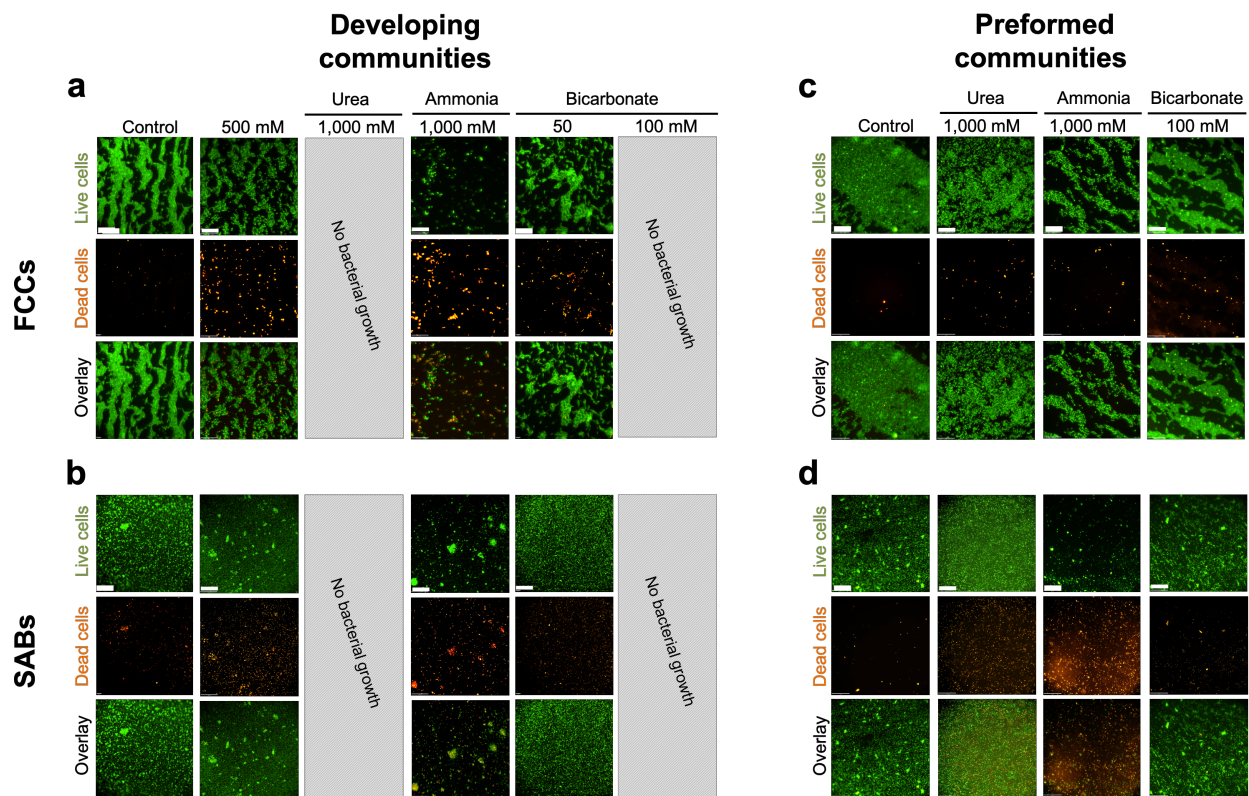 Developing
communities
Preformed
communities
a
Urea
Ammonia
Bicarbonate
Control
500 mM
1,000 mM
1,000 mM
50
100 mM
c
Urea
Ammonia
Bicarbonate
Control
1,000 mM
1,000 mM
100 mM
FCCs
Live cells
Dead cells
Overlay
No bacterial growth
No bacterial growth
Live cells
Dead cells
Overlay
b
d
SABs
Live cells
Dead cells
Overlay
No bacterial growth
No bacterial growth
Live cells
Dead cells
Overlay